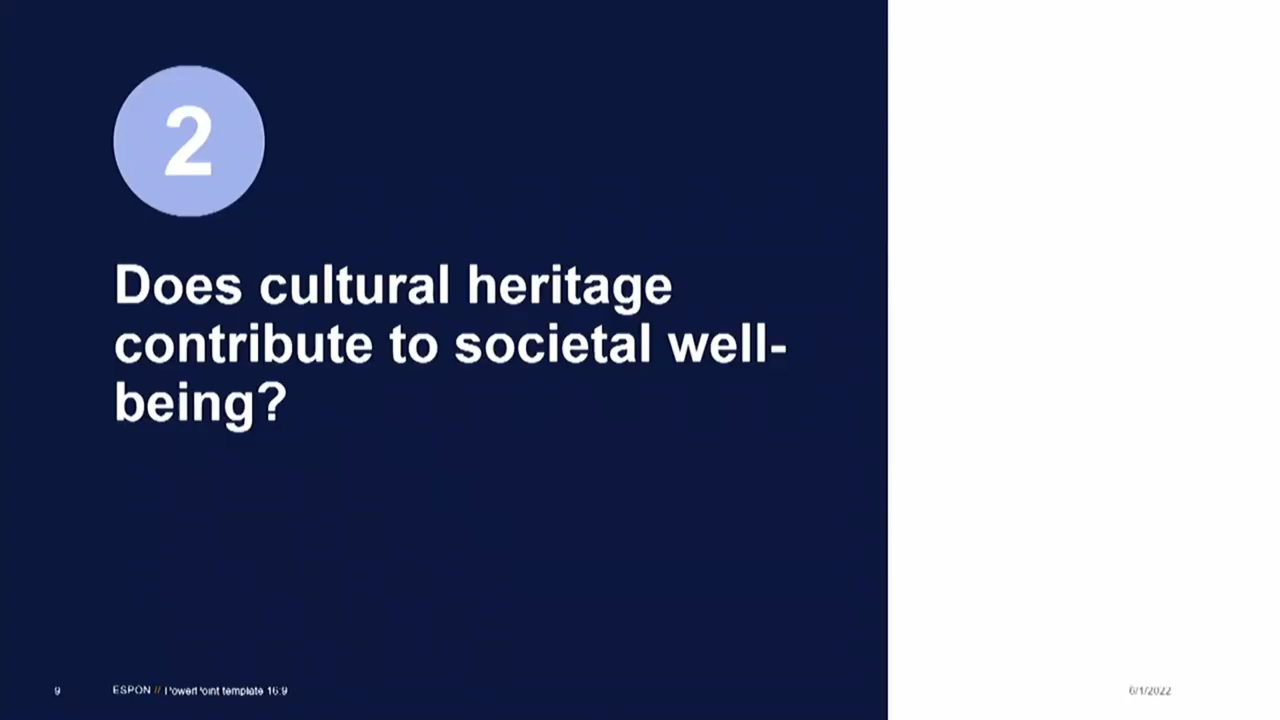 2
Does cultural heritage
contribute to societal well-
being?
9
ESPON // PowerPoint template 16:9
6/1/2022